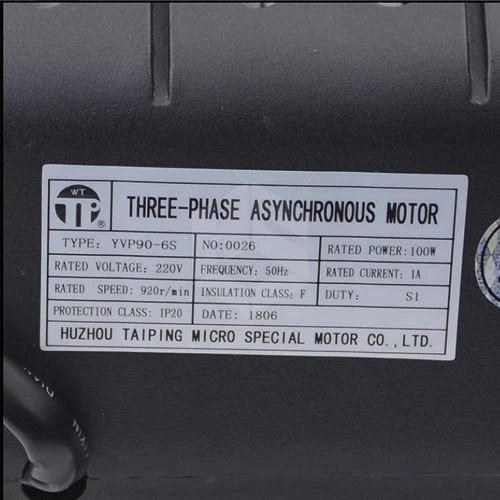 WT
Ti®
THREE-PHASE ASYNCHRONOUS MOTOR
TYPE: YVP90-6S NO:0026 RATED POWER:100W
RATED VOLTAGE: 220V FREQUENCY: 50Hz RATED CURRENT: 1A
RATED SPEED: 920r/min INSULATION CLASS: F DUTY: S1
PROTECTION CLASS: IP20 DATE: 1806
HUZHOU TAIPING MICRO SPECIAL MOTOR CO.,LTD.